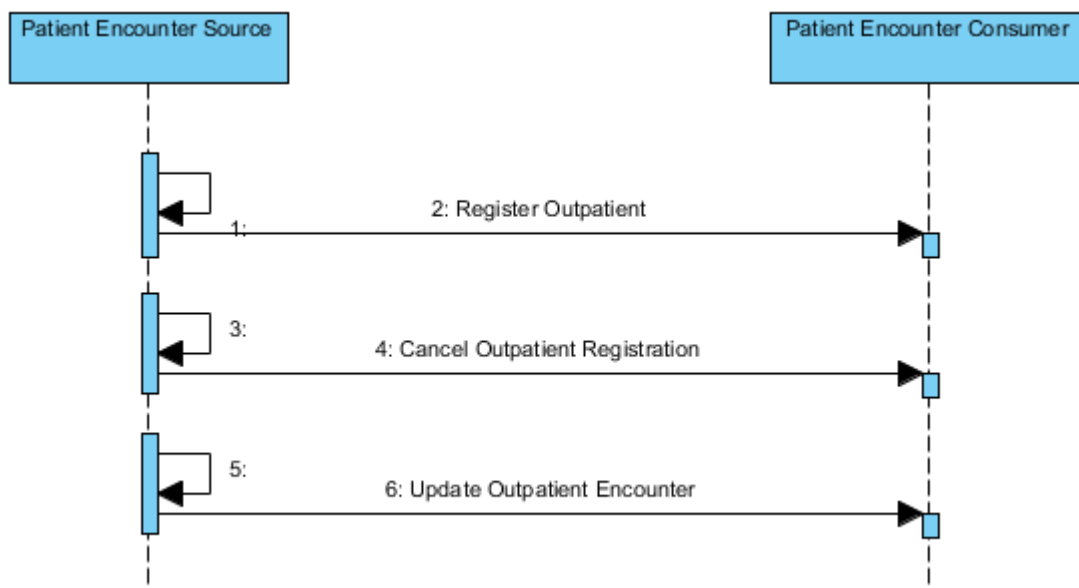 Patient Encounter Source
Patient Encounter Consumer
2: Register Outpatient
1:
3:
4: Cancel Outpatient Registration
5:
6: Update Outpatient Encounter